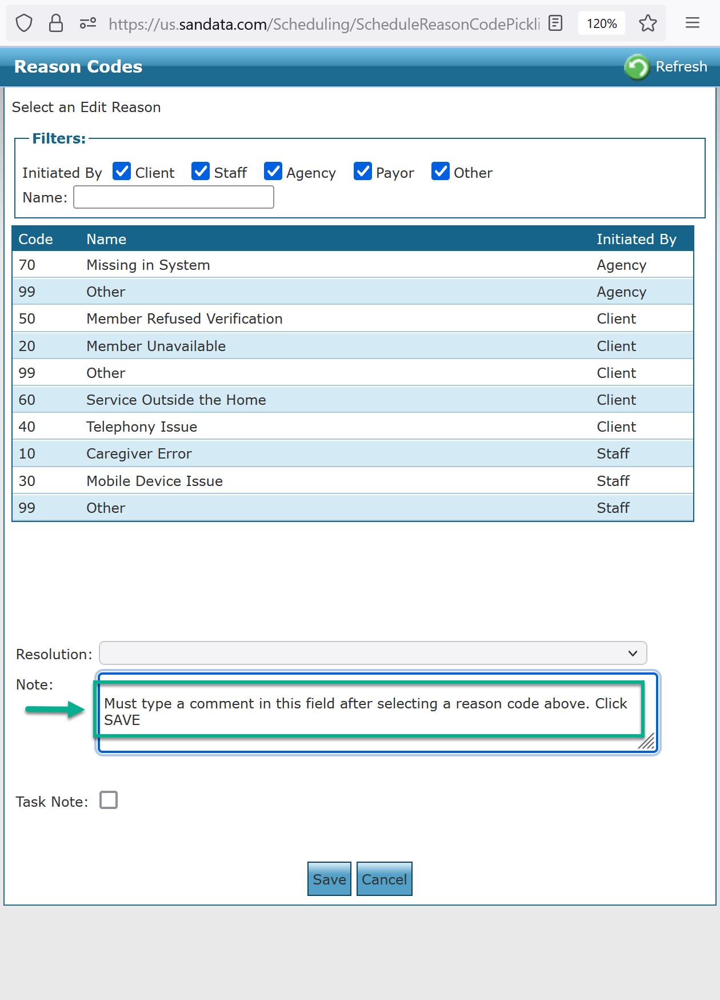 https://us.sandata.com/Scheduling/ScheduleReasonCodePickli
120%
Reason Codes
Refresh
Select an Edit Reason
Filters:
Initiated By Client Staff Agency Payor Other
Name:
Code Name Initiated By
70 Missing in System Agency
99 Other Agency
50 Member Refused Verification Client
20 Member Unavailable Client
99 Other Client
60 Service Outside the Home Client
40 Telephony Issue Client
10 Caregiver Error Staff
30 Mobile Device Issue Staff
99 Other Staff
Resolution:
Note:
Must type a comment in this field after selecting a reason code above. Click
SAVE
Task Note:
Save Cancel